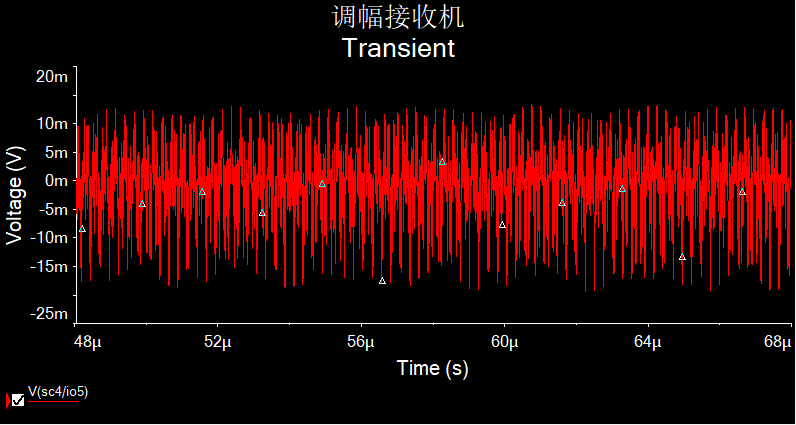 调幅接收机
Transient
20m
10m
5m
0m
-5m
-10m
-15m
-25m
Voltage (V)
48μ 52μ 56μ 60μ 64μ 68μ
Time (s)
V(sc4/io5)